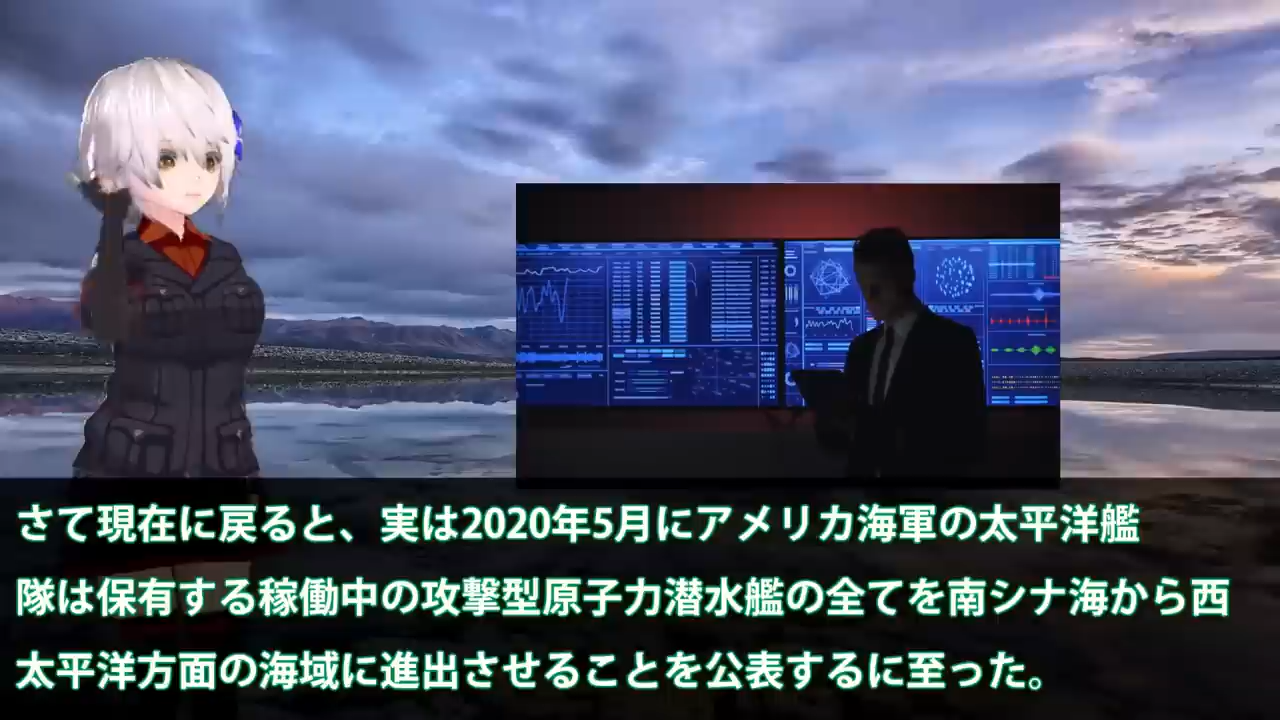 さて現在に戻ると、実は2020年5月にアメリカ海軍の太平洋艦
隊は保有する稼働中の攻撃型原子力潜水艦の全てを南シナ海から西
太平洋方面の海域に進出させることを公表するに至った。